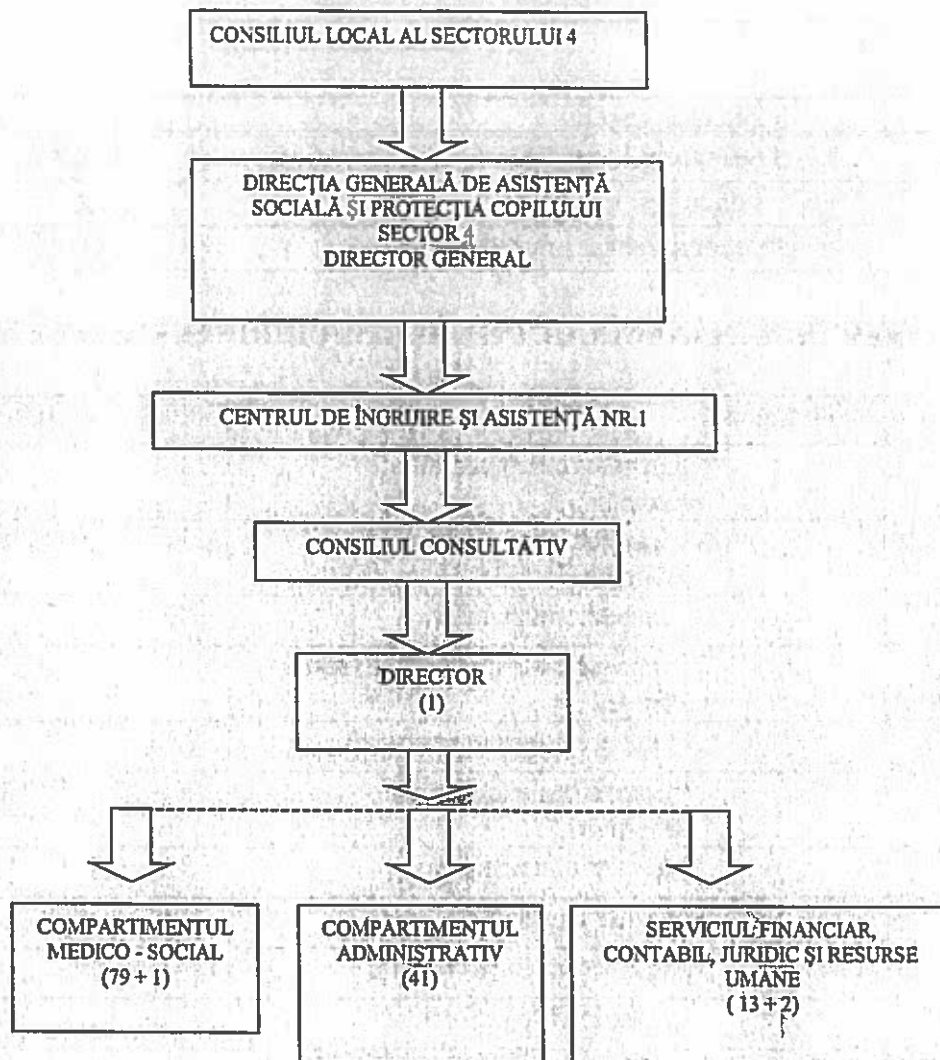 CONSILIUL LOCAL AL SECTORULUI 4
DIRECȚIA GENERALĂ DE ASISTENȚĂ
SOCIALĂ ȘI PROTECȚIA COPILULUI
SECTOR 4
DIRECTOR GENERAL
CENTRUL DE ÎNGRIJIRE ȘI ASISTENȚĂ NR.1
CONSILIUL CONSULTĂTIV
DIRECTOR
(1)
COMPARTIMENTUL
MEDICO - SOCIAL
(79 + 1)
COMPARTIMENTUL
ADMINISTRATIV
(41)
SERVICIUL FINANCIAR,
CONTABIL, JURIDIC ȘI RESURSE
UMANE
( 13 + 2)